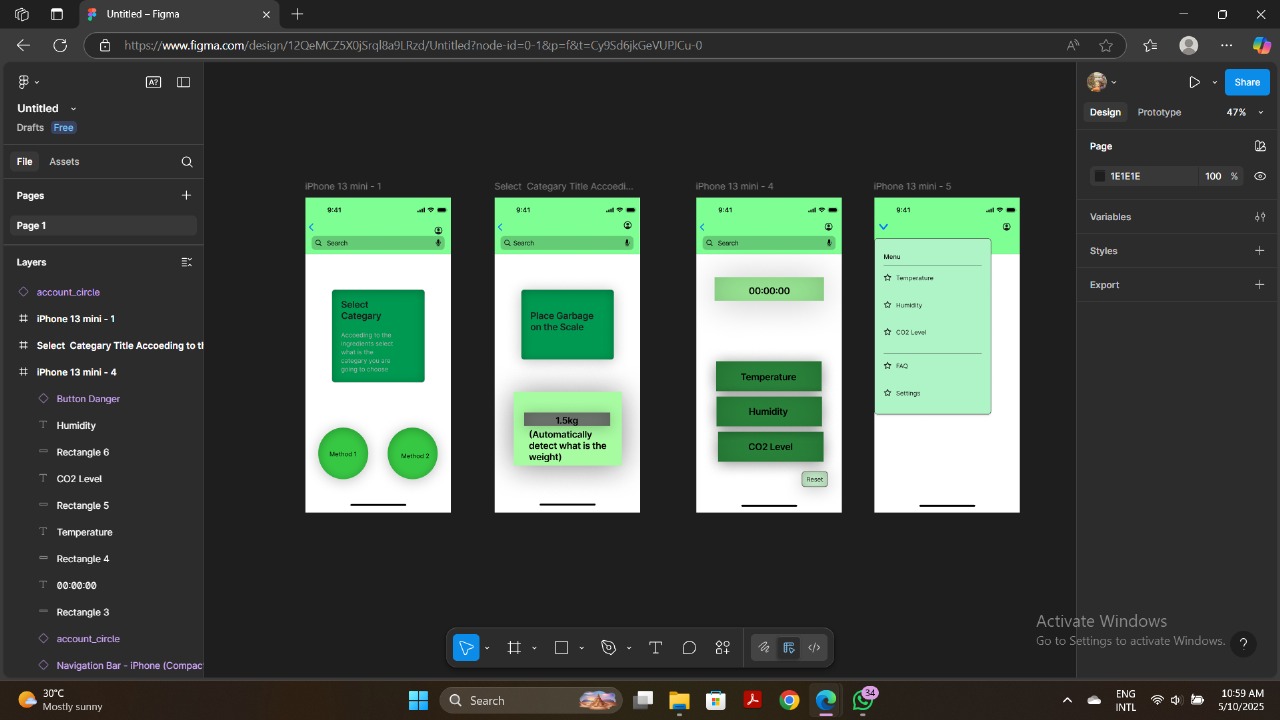 Untitled – Figma
https://www.figma.com/design/12QeMCZ5X0jSrql8a9LRzd/Untitled?node-id=0-1&p=f&t=Cy9Sd6jkGeVUPJCu-0
A?
Untitled
Drafts Free
File Assets
Pages
Page 1
Layers
account_circle
iPhone 13 mini - 1
Select Categary Title Accoeding to th
iPhone 13 mini - 4
Button Danger
Humidity
Rectangle 6
CO2 Level
Rectangle 5
Temperature
Rectangle 4
00:00:00
Rectangle 3
account_circle
Navigation Bar - iPhone (Compac
iPhone 13 mini - 1
9:41
Search
Select
Categary
Accoeding to the
ingredients select
what is the
categary you are
going to choose
Method 1
Method 2
Select Categary Title Accoedi...
9:41
Search
Place Garbage
on the Scale
1.5kg
(Automatically
detect what is the
weight)
iPhone 13 mini - 4
9:41
Search
00:00:00
Temperature
Humidity
CO2 Level
Reset
iPhone 13 mini - 5
9:41
Menu
Temperature
Humidity
CO2 Level
FAQ
Settings
Share
Design Prototype 47%
Page
1E1E1E 100 %
Variables
Styles
Export
Activate Windows
Go to Settings to activate Windows.
?
30°C
Mostly sunny
Search
34
ENG
INTL
10:59 AM
5/10/2025